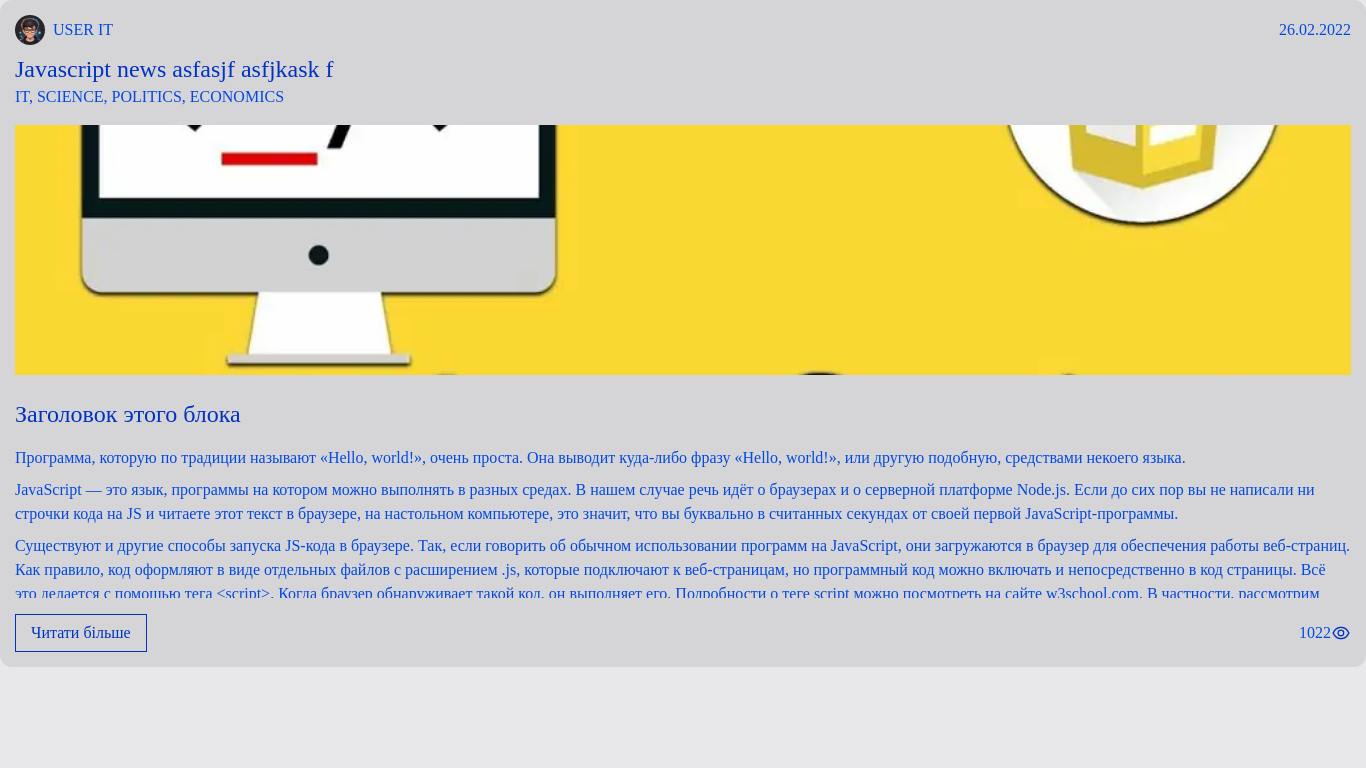 USER IT
26.02.2022
Javascript news asfasjf asfjkask f
IT, SCIENCE, POLITICS, ECONOMICS
Заголовок этого блока
Программа, которую по традиции называют «Hello, world!», очень проста. Она выводит куда-либо фразу «Hello, world!», или другую подобную, средствами некоего языка.
JavaScript — это язык, программы на котором можно выполнять в разных средах. В нашем случае речь идёт о браузерах и о серверной платформе Node.js. Если до сих пор вы не написали ни
строчки кода на JS и читаете этот текст в браузере, на настольном компьютере, это значит, что вы буквально в считанных секундах от своей первой JavaScript-программы.
Существуют и другие способы запуска JS-кода в браузере. Так, если говорить об обычном использовании программ на JavaScript, они загружаются в браузер для обеспечения работы веб-страниц.
Как правило, код оформляют в виде отдельных файлов с расширением .js, которые подключают к веб-страницам, но программный код можно включать и непосредственно в код страницы. Всё
это делается с помощью тега <script>. Когда браузер обнаруживает такой код, он выполняет его. Подробности о теге script можно посмотреть на сайте w3school.com. В частности, рассмотрим
Читати більше
1022